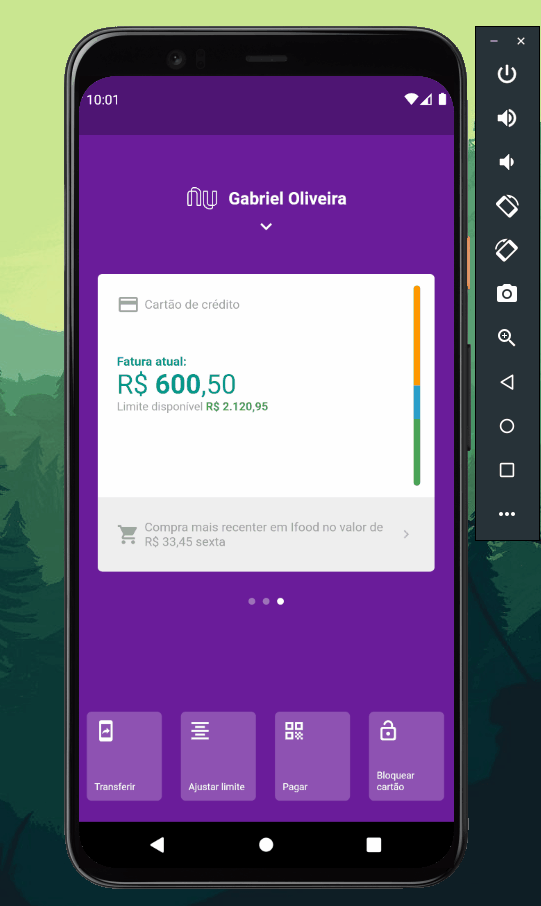 10:01
nu Gabriel Oliveira
Cartão de crédito
Fatura atual:
R$ 600,50
Limite disponível R$ 2.120,95
Compra mais recenter em Ifood no valor de
R$ 33,45 sexta
Transferir
Ajustar limite
Pagar
Bloquear
cartão